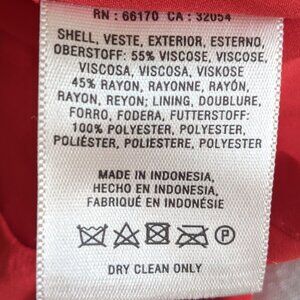 RN : 66170 CA : 32054
SHELL, VESTE, EXTERIOR, ESTERNO,
OBERSTOFF: 55% VISCOSE, VISCOSE,
VISCOSA, VISCOSA, VISKOSE
45% RAYON, RAYONNE, RAYÓN,
RAYON, REYON; LINING, DOUBLURE,
FORRO, FODERA, FUTTERSTOFF:
100% POLYESTER, POLYESTER,
POLIÉSTER, POLIESTERE, POLYESTER
MADE IN INDONESIA,
HECHO EN INDONESIA,
FABRIQUÉ EN INDONÉSIE
P
DRY CLEAN ONLY